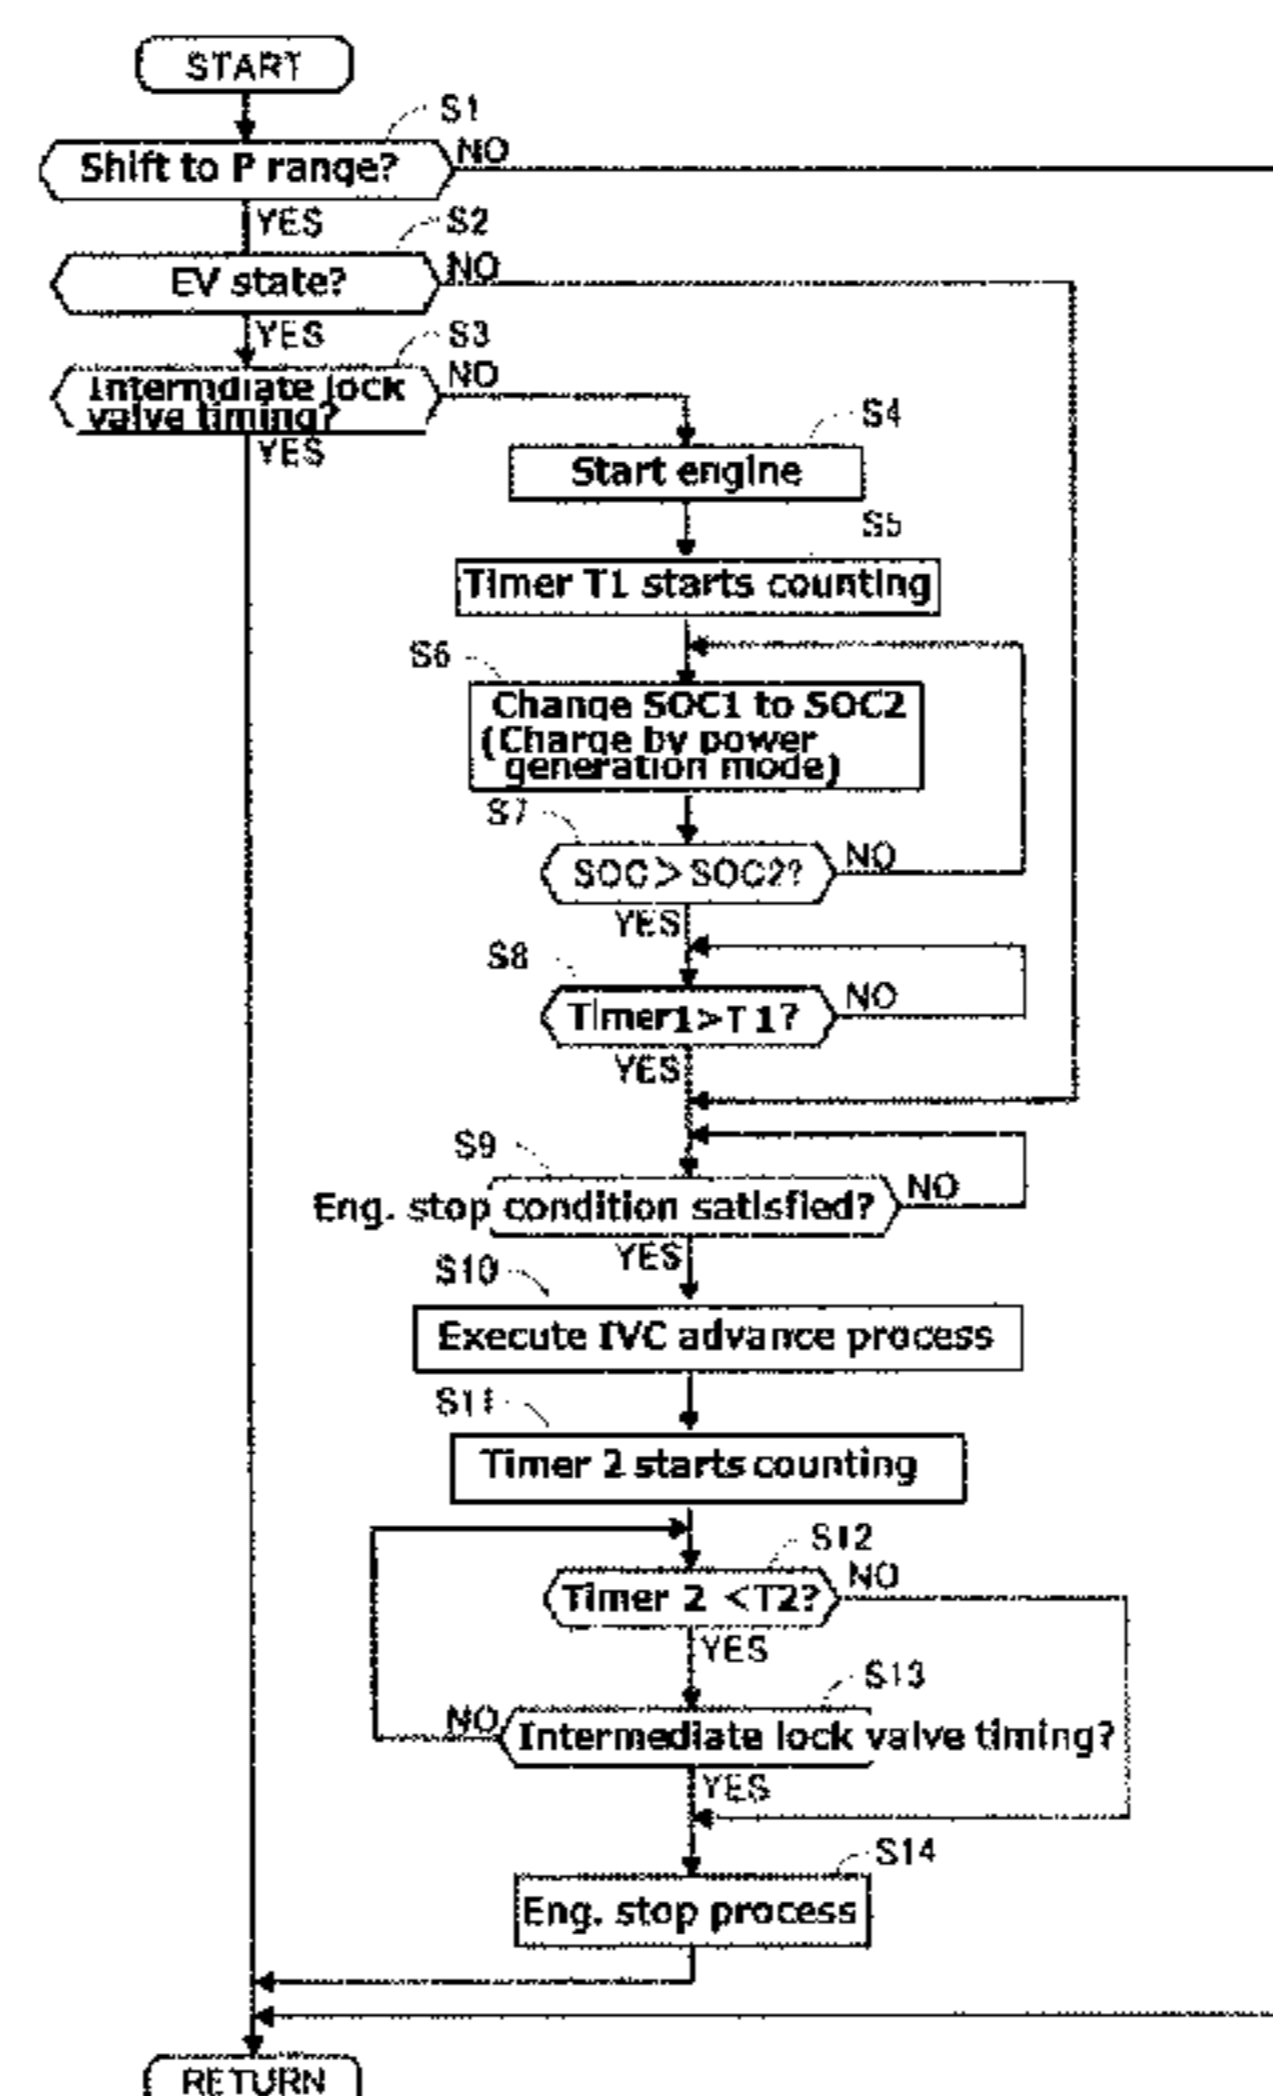 START
S1
Shift to P range?
NO
YES
S2
EV state?
NO
YES
S3
Intermdiate lock
valve timing?
NO
YES
S4
Start engine
S5
Timer T1 starts counting
S6
Change SOC1 to SOC2
(Charge by power
generation mode)
S7
SOC>SOC2?
NO
YES
S8
Timer1>T1?
NO
YES
S9
Eng. stop condition satisfied?
NO
YES
S10
Execute IVC advance process
S11
Timer 2 starts counting
S12
Timer 2 <T2?
NO
YES
S13
NO
Intermediate lock valve timing?
YES
S14
Eng. stop process
RETURN